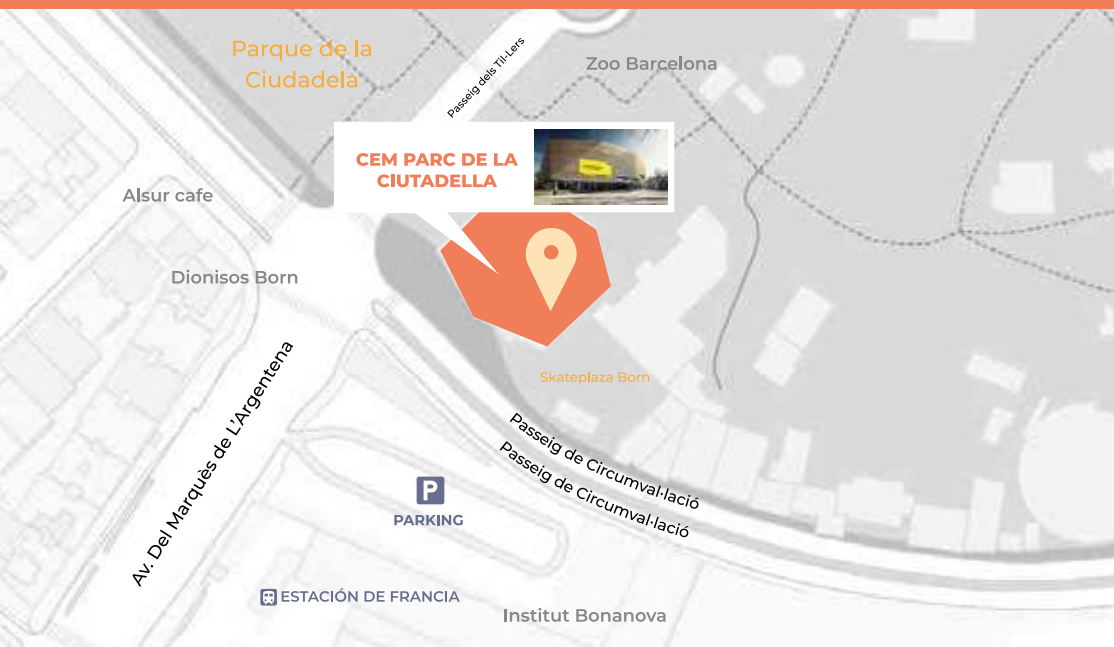 Parque de la
Ciudadela
Passeig dels Til·Lers
Zoo Barcelona
CEM PARC DE LA
CIUTADELLA
Alsur cafe
Dionisos Born
Skateplaza Born
Av. Del Marquès de L'Argentena
Passeig de Circumval·lació
Passeig de Circumval·lació
P
PARKING
ESTACIÓN DE FRANCIA
Institut Bonanova